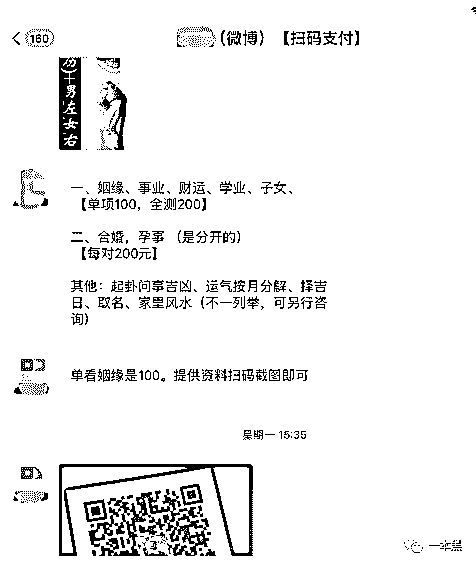 160
（微博）【扫码支付】
历)＋男左女右
一、姻缘、事业、财运、学业、子女、
【单项100，全测200】
二、合婚，孕事 （是分开的）
【每对200元】
其他：起卦问事吉凶、运气按月分解、择吉
日、取名、家里风水（不一列举，可另行咨
询）
单看姻缘是100。提供资料扫码截图即可
星期一 15:35
一本黑